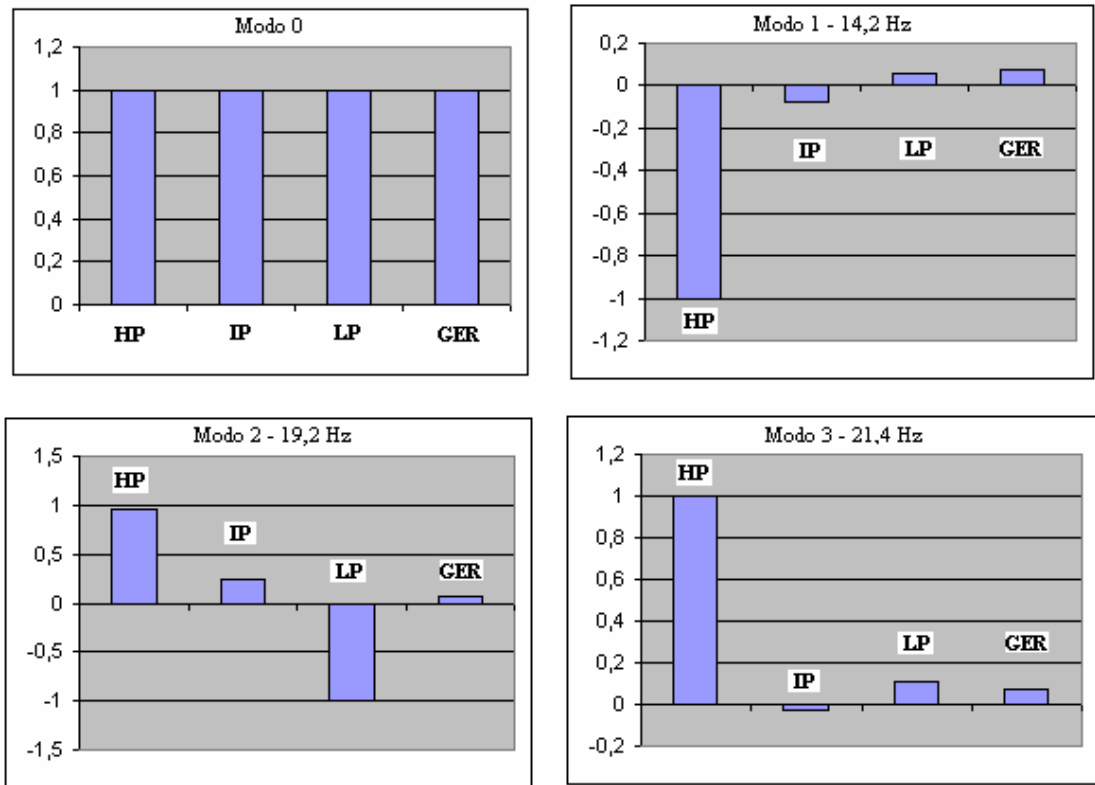 Modo 0
1,2
1
0,8
0,6
0,4
0,2
0
HP IP LP GER
Modo 1 - 14,2 Hz
0,2
0
-0,2
-0,4
-0,6
-0,8
-1
-1,2
IP LP GER
HP
Modo 2 - 19,2 Hz
1,5
1
0,5
0
-0,5
-1
-1,5
HP
IP
LP GER
Modo 3 - 21,4 Hz
1,2
1
0,8
0,6
0,4
0,2
0
-0,2
HP
IP
LP GER